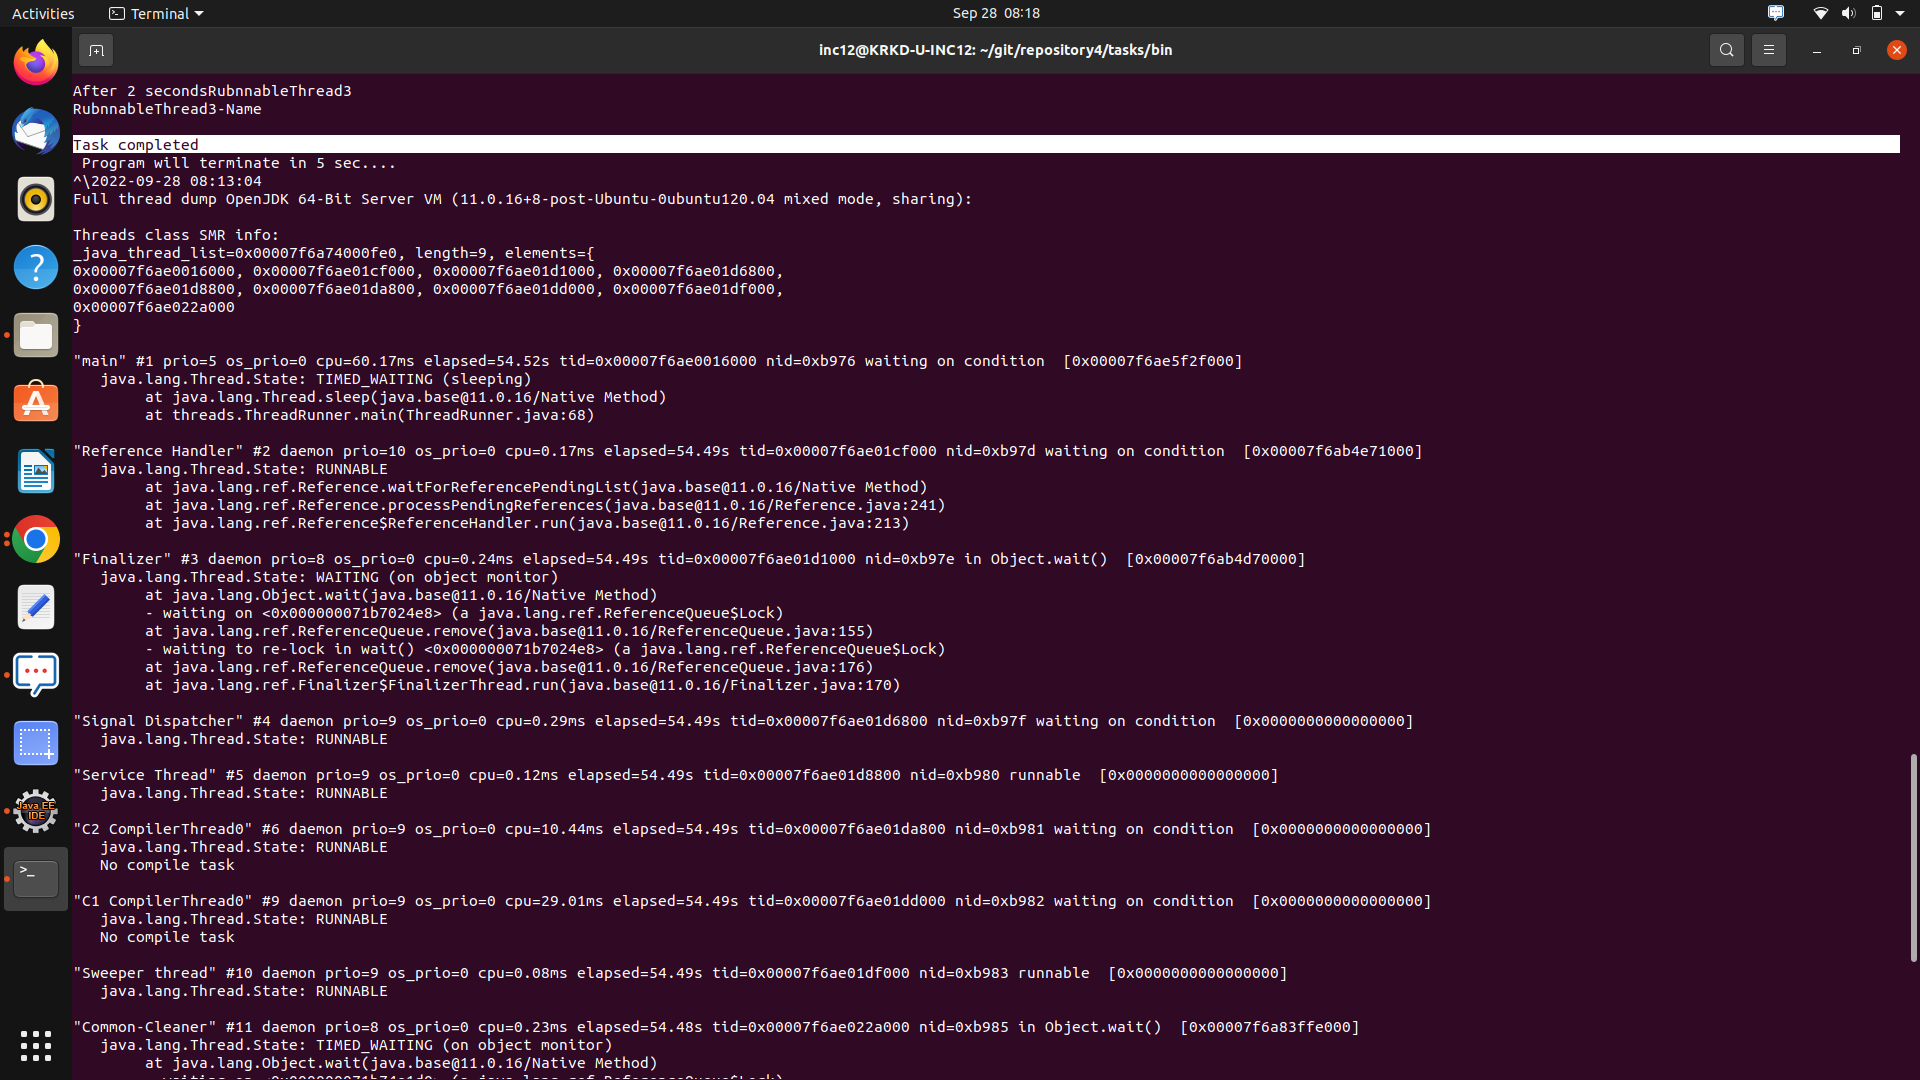 Activities
Terminal
Sep 28 08:18
inc12@KRKD-U-INC12: ~/git/repository4/tasks/bin
After 2 secondsRubnnableThread3
RubnnableThread3-Name
Task completed
Program will terminate in 5 sec....
^\2022-09-28 08:13:04
Full thread dump OpenJDK 64-Bit Server VM (11.0.16+8-post-Ubuntu-0ubuntu120.04 mixed mode, sharing):
Threads class SMR info:
_java_thread_list=0x00007f6a74000fe0, length=9, elements={
0x00007f6ae0016000, 0x00007f6ae01cf000, 0x00007f6ae01d1000, 0x00007f6ae01d6800,
0x00007f6ae01d8800, 0x00007f6ae01da800, 0x00007f6ae01dd000, 0x00007f6ae01df000,
0x00007f6ae022a000
}
"main" #1 prio=5 os_prio=0 cpu=60.17ms elapsed=54.52s tid=0x00007f6ae0016000 nid=0xb976 waiting on condition  [0x00007f6ae5f2f000]
java.lang.Thread.State: TIMED_WAITING (sleeping)
at java.lang.Thread.sleep(java.base@11.0.16/Native Method)
at threads.ThreadRunner.main(ThreadRunner.java:68)
"Reference Handler" #2 daemon prio=10 os_prio=0 cpu=0.17ms elapsed=54.49s tid=0x00007f6ae01cf000 nid=0xb97d waiting on condition  [0x00007f6ab4e71000]
java.lang.Thread.State: RUNNABLE
at java.lang.ref.Reference.waitForReferencePendingList(java.base@11.0.16/Native Method)
at java.lang.ref.Reference.processPendingReferences(java.base@11.0.16/Reference.java:241)
at java.lang.ref.Reference$ReferenceHandler.run(java.base@11.0.16/Reference.java:213)
"Finalizer" #3 daemon prio=8 os_prio=0 cpu=0.24ms elapsed=54.49s tid=0x00007f6ae01d1000 nid=0xb97e in Object.wait()  [0x00007f6ab4d70000]
java.lang.Thread.State: WAITING (on object monitor)
at java.lang.Object.wait(java.base@11.0.16/Native Method)
- waiting on <0x000000071b7024e8> (a java.lang.ref.ReferenceQueue$Lock)
at java.lang.ref.ReferenceQueue.remove(java.base@11.0.16/ReferenceQueue.java:155)
- waiting to re-lock in wait() <0x000000071b7024e8> (a java.lang.ref.ReferenceQueue$Lock)
at java.lang.ref.ReferenceQueue.remove(java.base@11.0.16/ReferenceQueue.java:176)
at java.lang.ref.Finalizer$FinalizerThread.run(java.base@11.0.16/Finalizer.java:170)
"Signal Dispatcher" #4 daemon prio=9 os_prio=0 cpu=0.29ms elapsed=54.49s tid=0x00007f6ae01d6800 nid=0xb97f waiting on condition  [0x0000000000000000]
java.lang.Thread.State: RUNNABLE
"Service Thread" #5 daemon prio=9 os_prio=0 cpu=0.12ms elapsed=54.49s tid=0x00007f6ae01d8800 nid=0xb980 runnable  [0x0000000000000000]
java.lang.Thread.State: RUNNABLE
"C2 CompilerThread0" #6 daemon prio=9 os_prio=0 cpu=10.44ms elapsed=54.49s tid=0x00007f6ae01da800 nid=0xb981 waiting on condition  [0x0000000000000000]
java.lang.Thread.State: RUNNABLE
No compile task
"C1 CompilerThread0" #9 daemon prio=9 os_prio=0 cpu=29.01ms elapsed=54.49s tid=0x00007f6ae01dd000 nid=0xb982 waiting on condition  [0x0000000000000000]
java.lang.Thread.State: RUNNABLE
No compile task
"Sweeper thread" #10 daemon prio=9 os_prio=0 cpu=0.08ms elapsed=54.49s tid=0x00007f6ae01df000 nid=0xb983 runnable  [0x0000000000000000]
java.lang.Thread.State: RUNNABLE
"Common-Cleaner" #11 daemon prio=8 os_prio=0 cpu=0.23ms elapsed=54.48s tid=0x00007f6ae022a000 nid=0xb985 in Object.wait()  [0x00007f6a83ffe000]
java.lang.Thread.State: TIMED_WAITING (on object monitor)
at java.lang.Object.wait(java.base@11.0.16/Native Method)
Java EE
IDE